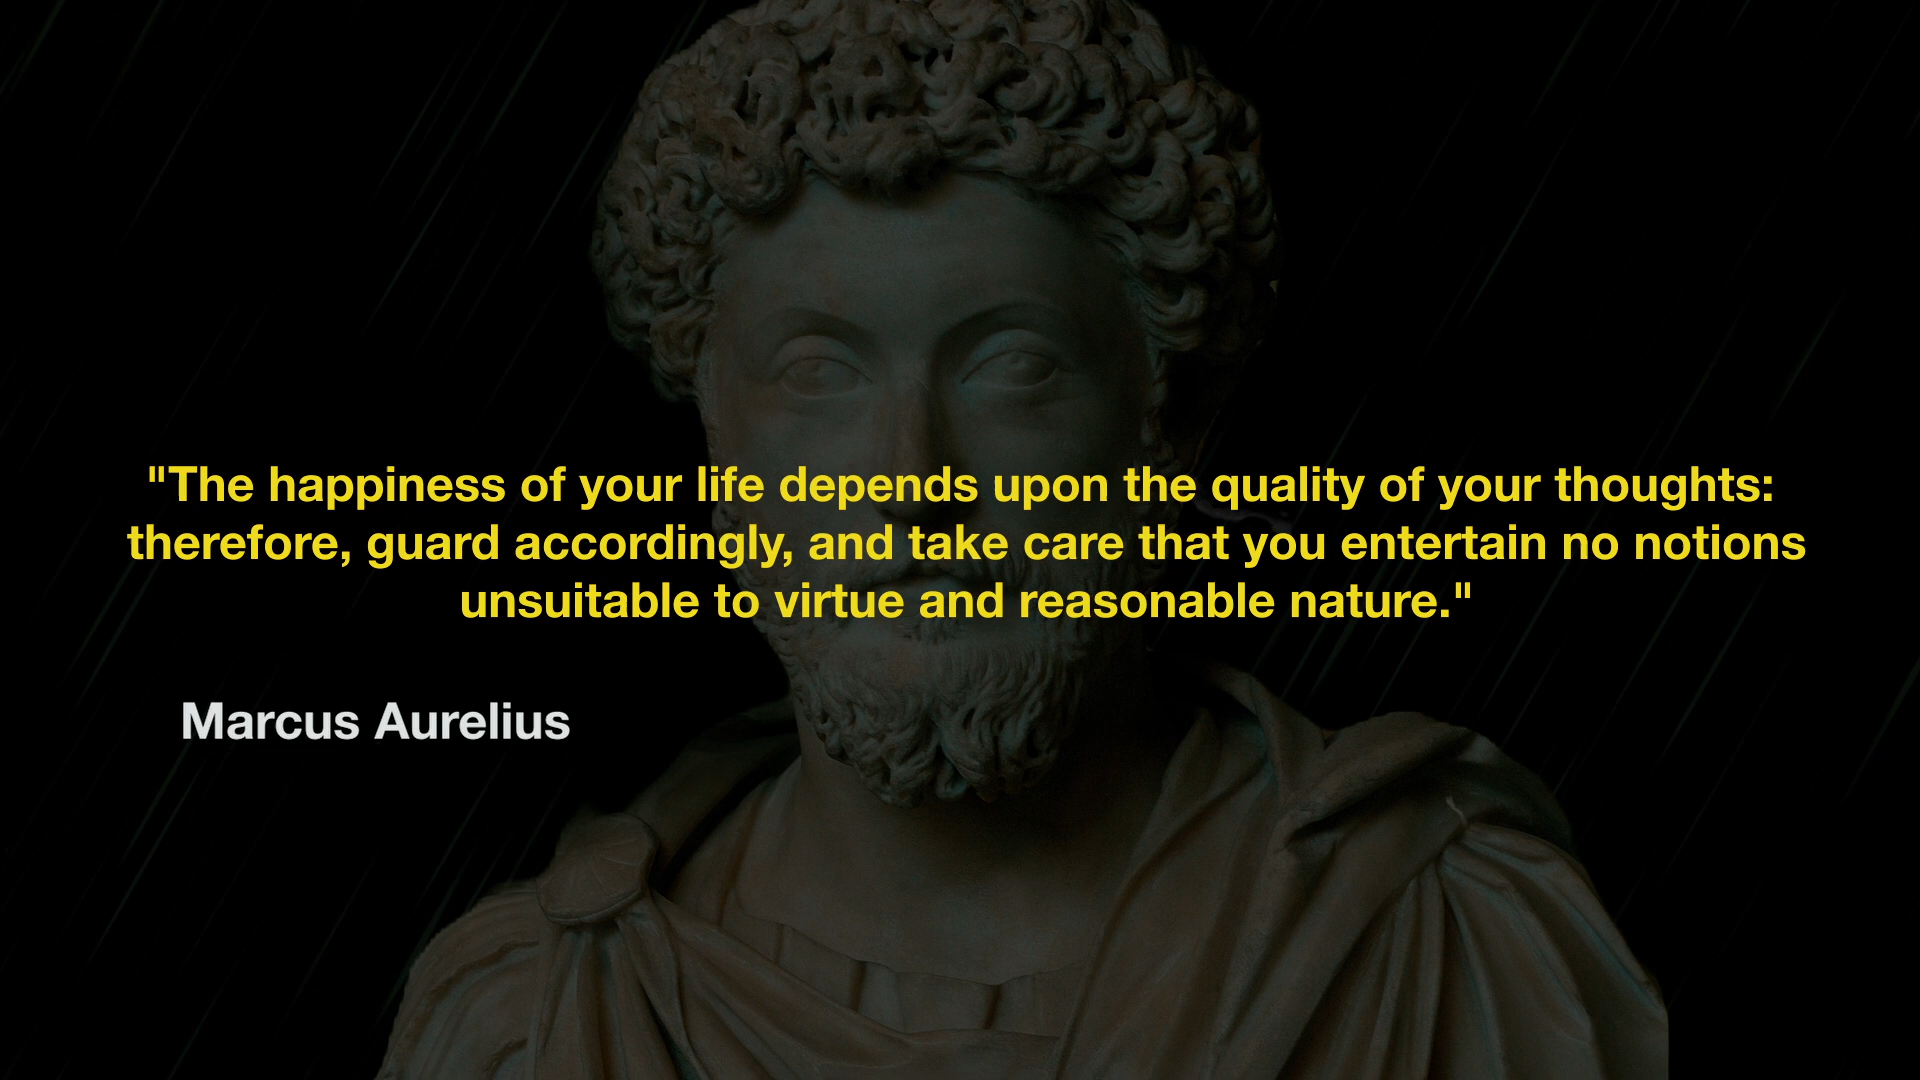 "The happiness of your life depends upon the quality of your thoughts:
therefore, guard accordingly, and take care that you entertain no notions
unsuitable to virtue and reasonable nature."
Marcus Aurelius